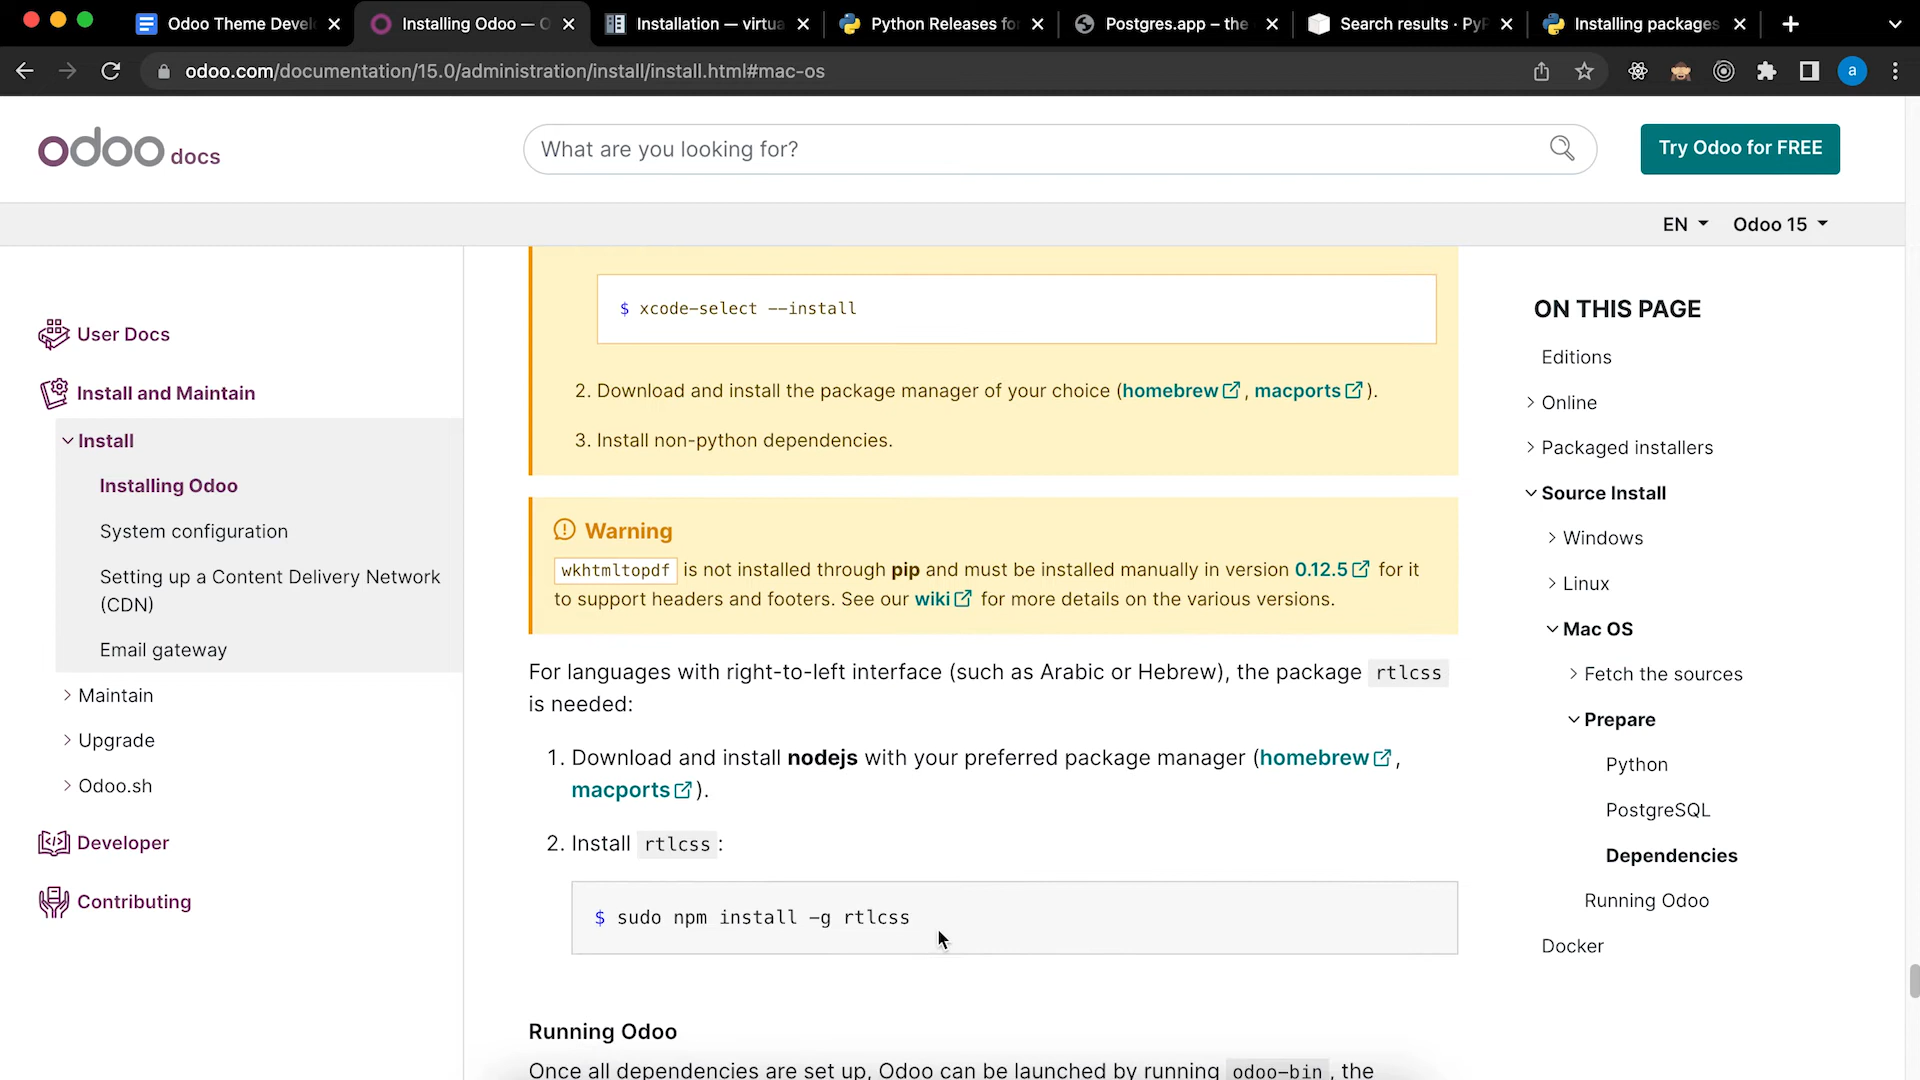 Odoo Theme Devel
Installing Odoo — O
Installation — virtua
Python Releases fo
Postgres.app – the
Search results · PyP
Installing packages
odoo.com/documentation/15.0/administration/install/install.html#mac-os
a
odoo docs
What are you looking for?
Try Odoo for FREE
EN
Odoo 15
User Docs
Install and Maintain
Install
Installing Odoo
System configuration
Setting up a Content Delivery Network
(CDN)
Email gateway
Maintain
Upgrade
Odoo.sh
Developer
Contributing
$ xcode-select --install
2. Download and install the package manager of your choice (homebrew, macports).
3. Install non-python dependencies.
Warning
wkhtmltopdf is not installed through pip and must be installed manually in version 0.12.5 for it
to support headers and footers. See our wiki for more details on the various versions.
For languages with right-to-left interface (such as Arabic or Hebrew), the package rtlcss
is needed:
1. Download and install nodejs with your preferred package manager (homebrew,
macports).
2. Install rtlcss:
$ sudo npm install -g rtlcss
Running Odoo
Once all dependencies are set up, Odoo can be launched by running odoo-bin, the
ON THIS PAGE
Editions
Online
Packaged installers
Source Install
Windows
Linux
Mac OS
Fetch the sources
Prepare
Python
PostgreSQL
Dependencies
Running Odoo
Docker